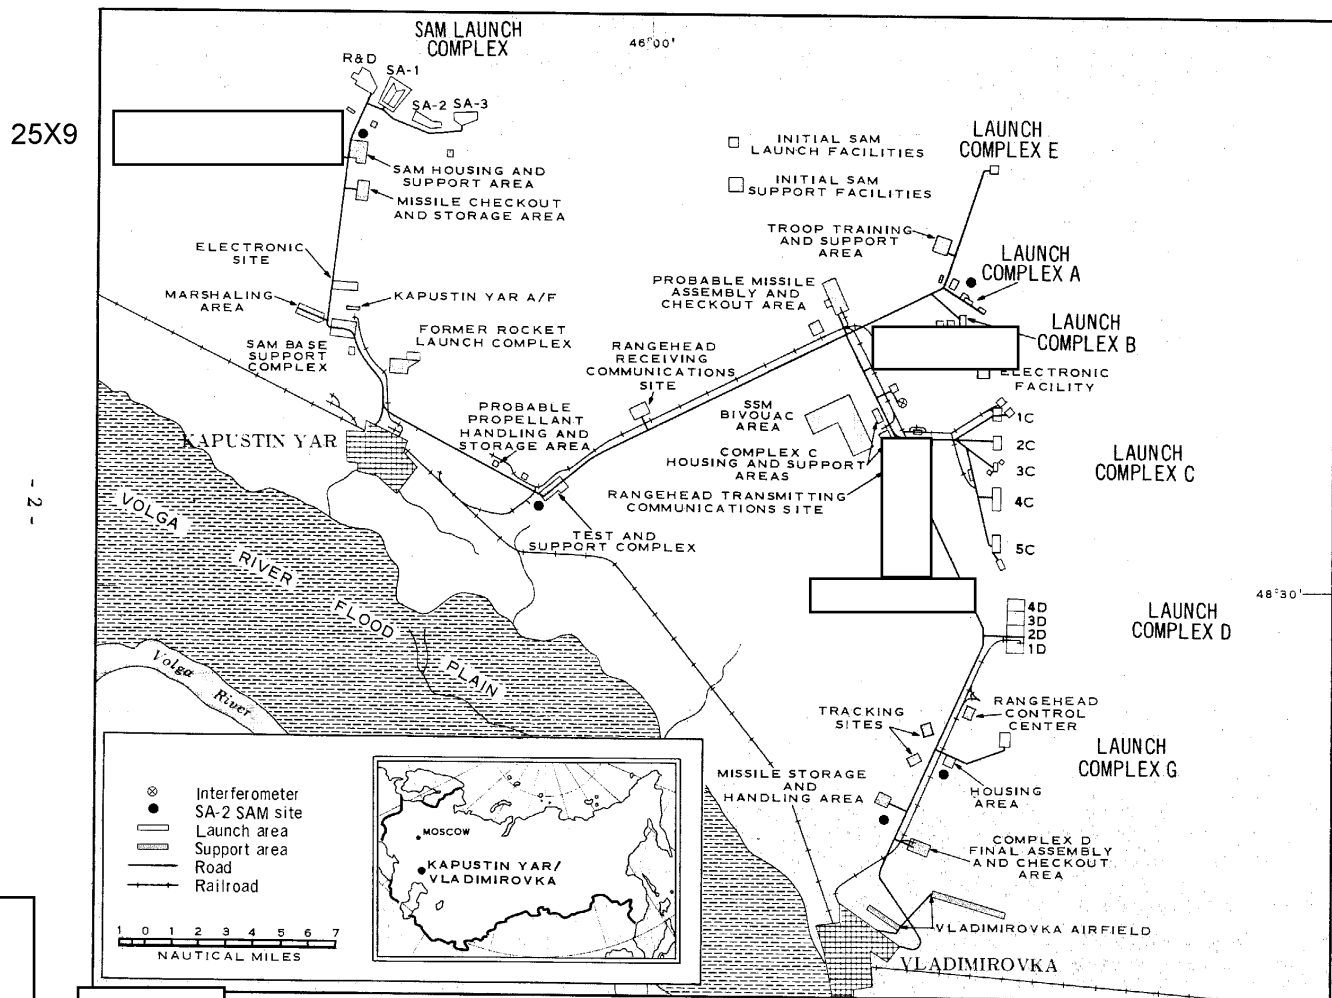 SAM LAUNCH
COMPLEX
46°00'
R&D
SA-1
SA-2
SA-3
25X9
SAM HOUSING AND
SUPPORT AREA
MISSILE CHECKOUT
AND STORAGE AREA
INITIAL SAM
LAUNCH FACILITIES
INITIAL SAM
SUPPORT FACILITIES
LAUNCH
COMPLEX E
TROOP TRAINING
AND SUPPORT
AREA
LAUNCH
COMPLEX A
ELECTRONIC
SITE
MARSHALING
AREA
KAPUSTIN YAR A/F
PROBABLE MISSILE
ASSEMBLY AND
CHECKOUT AREA
LAUNCH
COMPLEX B
SAM BASE
SUPPORT
COMPLEX
FORMER ROCKET
LAUNCH COMPLEX
RANGEHEAD
RECEIVING
COMMUNICATIONS
SITE
ELECTRONIC
FACILITY
KAPUSTIN YAR
PROBABLE
PROPELLANT
HANDLING AND
STORAGE AREA
SSM
BIVOUAC
AREA
COMPLEX C
HOUSING AND SUPPORT
AREAS
RANGEHEAD TRANSMITTING
COMMUNICATIONS SITE
1C
2C
3C
4C
5C
LAUNCH
COMPLEX C
- 2 -
TEST AND
SUPPORT COMPLEX
VOLGA
RIVER
FLOOD
PLAIN
Volga
River
48°30'
4D
3D
2D
1D
LAUNCH
COMPLEX D
TRACKING
SITES
RANGEHEAD
CONTROL
CENTER
LAUNCH
COMPLEX G
MISSILE STORAGE
AND
HANDLING AREA
HOUSING
AREA
COMPLEX D
FINAL ASSEMBLY
AND CHECKOUT
AREA
VLADIMIROVKA AIRFIELD
VLADIMIROVKA
Interferometer
SA-2 SAM site
Launch area
Support area
Road
Railroad
1 0 1 2 3 4 5 6 7
NAUTICAL MILES
MOSCOW
KAPUSTIN YAR/
VLADIMIROVKA